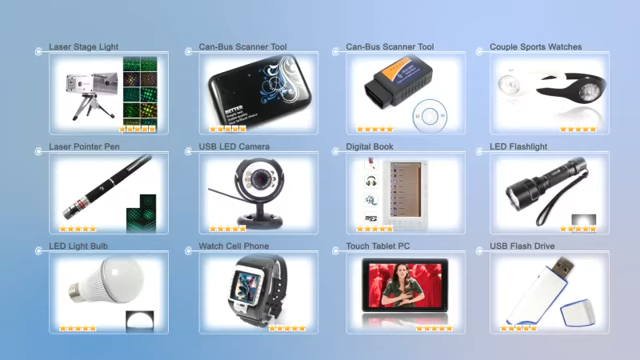 Laser Stage Light
Can-Bus Scanner Tool
Can-Bus Scanner Tool
Couple Sports Watches
Laser Pointer Pen
USB LED Camera
Digital Book
LED Flashlight
LED Light Bulb
Watch Cell Phone
Touch Tablet PC
USB Flash Drive